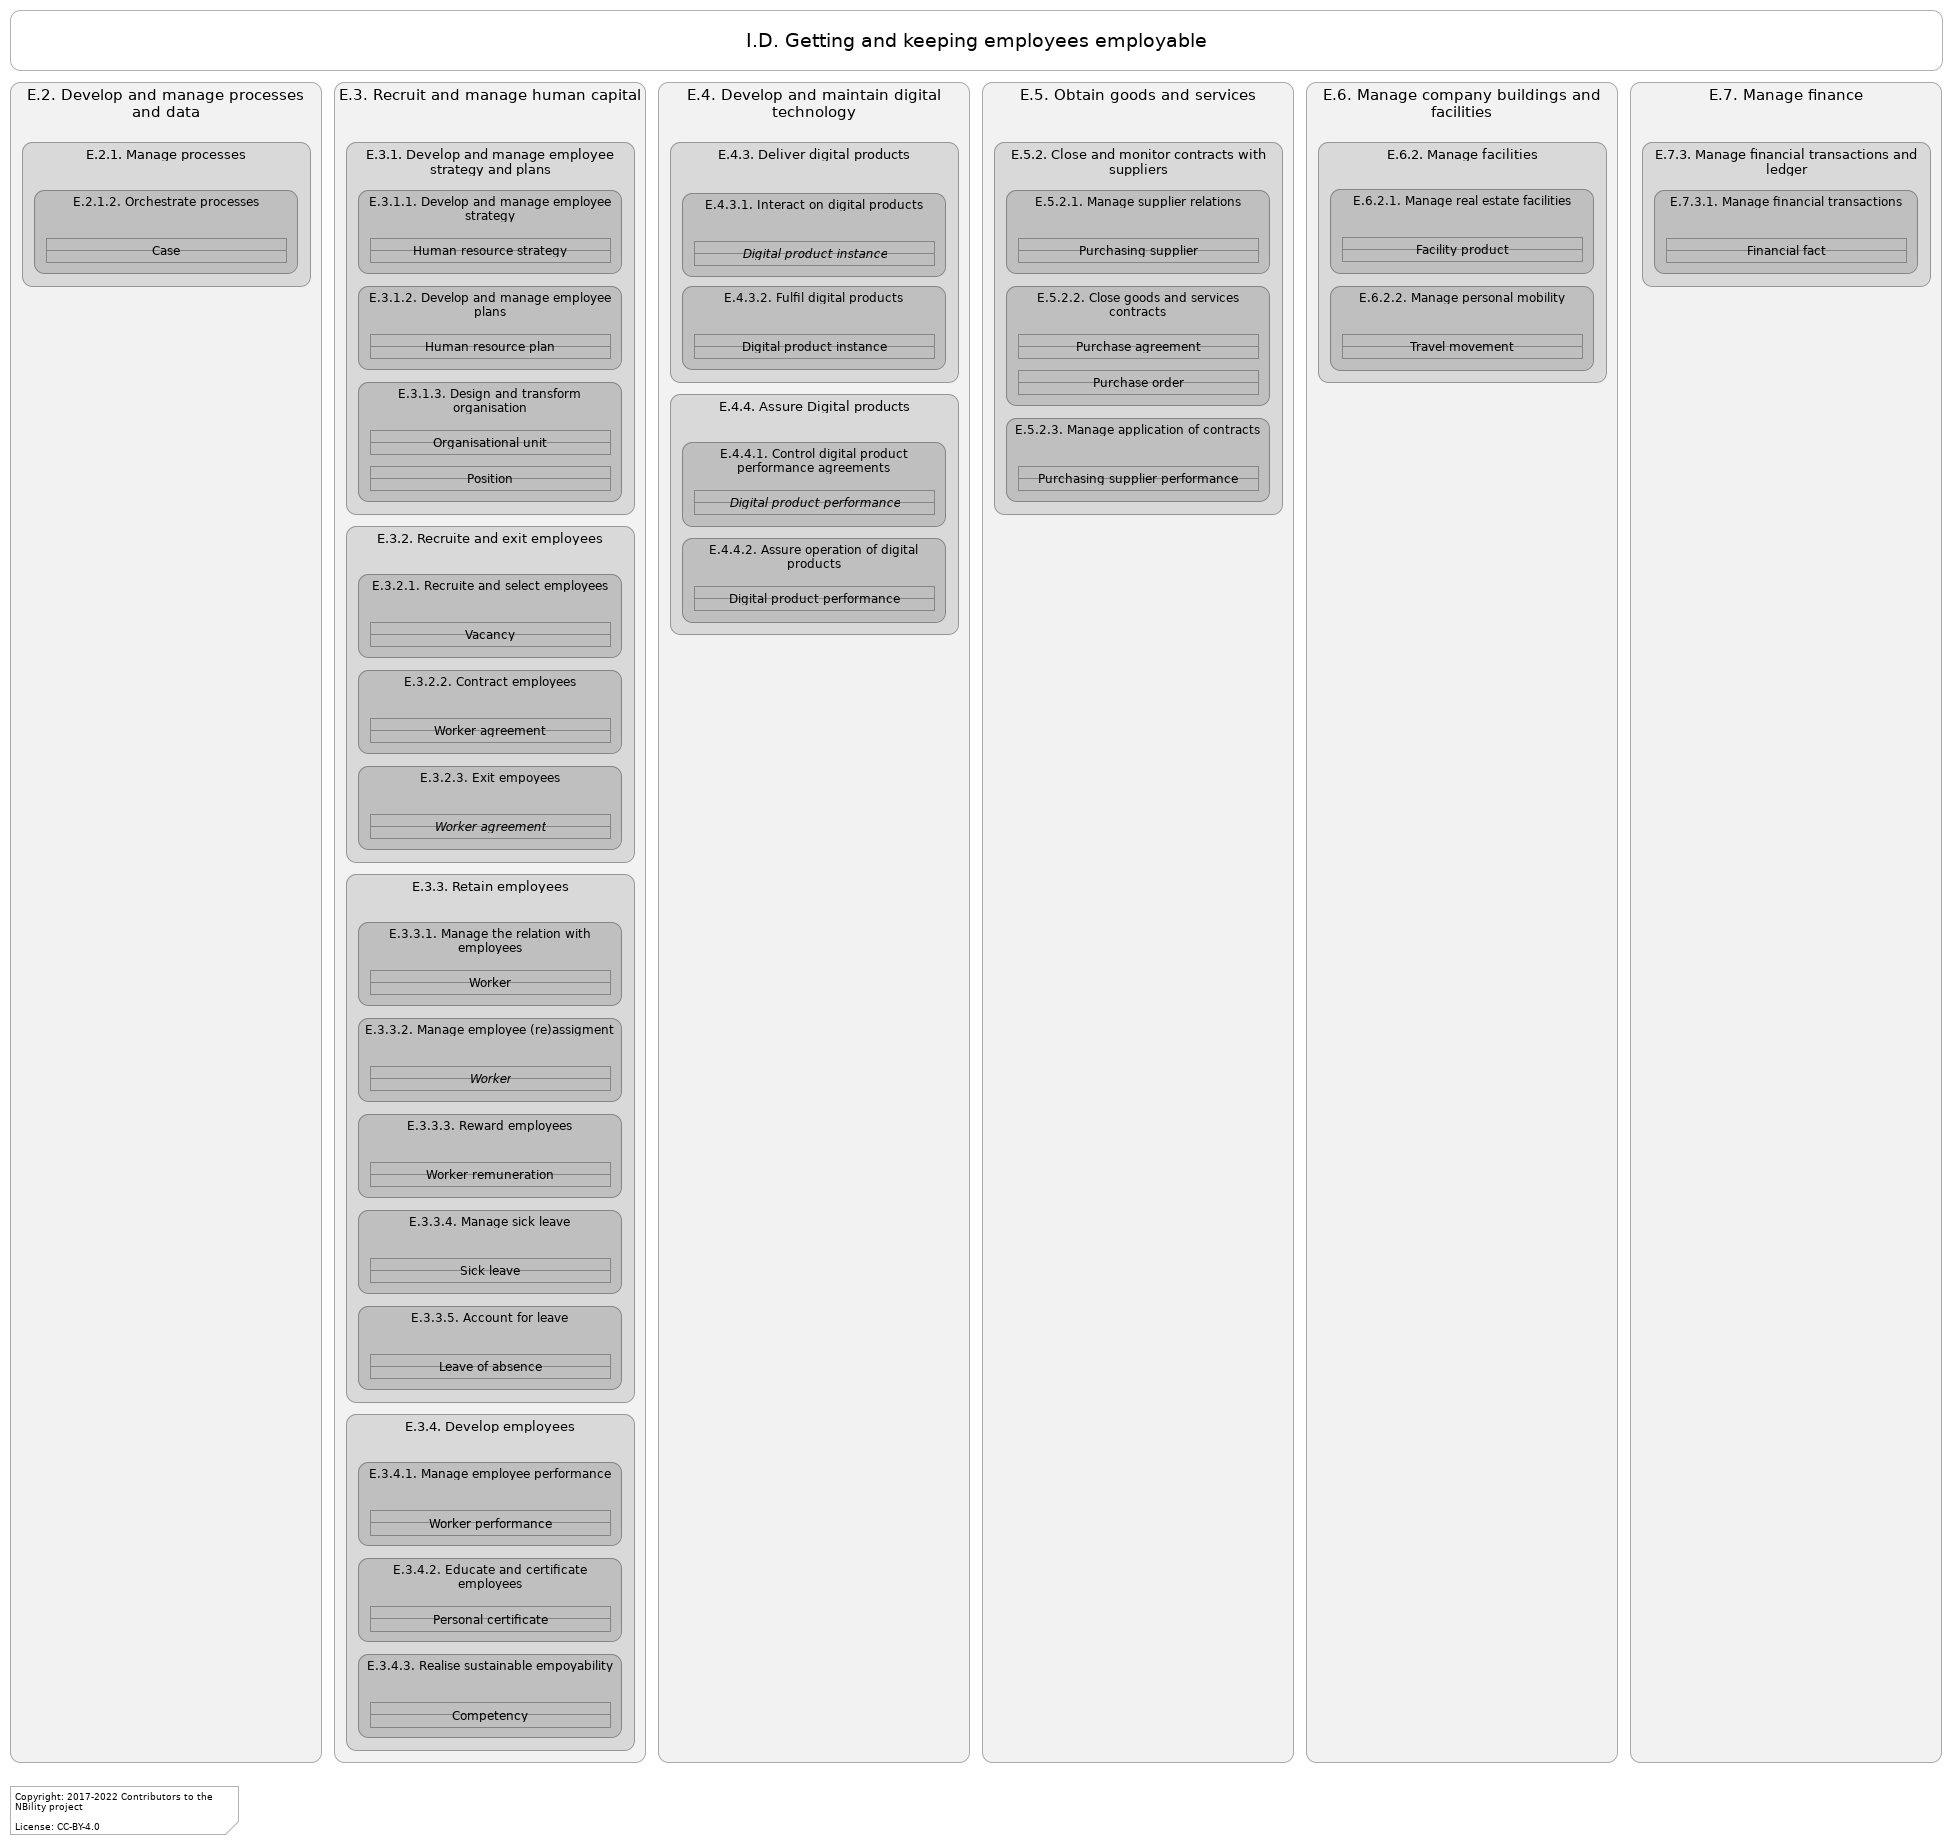 I.D. Getting and keeping employees employable
E.2. Develop and manage processes
and data
E.2.1. Manage processes
E.2.1.2. Orchestrate processes
Case
E.3. Recruit and manage human capital
E.3.1. Develop and manage employee
strategy and plans
E.3.1.1. Develop and manage employee
strategy
Human resource strategy
E.3.1.2. Develop and manage employee
plans
Human resource plan
E.3.1.3. Design and transform
organisation
Organisational unit
Position
E.3.2. Recruite and exit employees
E.3.2.1. Recruite and select employees
Vacancy
E.3.2.2. Contract employees
Worker agreement
E.3.2.3. Exit empoyees
Worker agreement
E.3.3. Retain employees
E.3.3.1. Manage the relation with
employees
Worker
E.3.3.2. Manage employee (re)assigment
Worker
E.3.3.3. Reward employees
Worker remuneration
E.3.3.4. Manage sick leave
Sick leave
E.3.3.5. Account for leave
Leave of absence
E.3.4. Develop employees
E.3.4.1. Manage employee performance
Worker performance
E.3.4.2. Educate and certificate
employees
Personal certificate
E.3.4.3. Realise sustainable empoyability
Competency
E.4. Develop and maintain digital
technology
E.4.3. Deliver digital products
E.4.3.1. Interact on digital products
Digital product instance
E.4.3.2. Fulfil digital products
Digital product instance
E.4.4. Assure Digital products
E.4.4.1. Control digital product
performance agreements
Digital product performance
E.4.4.2. Assure operation of digital
products
Digital product performance
E.5. Obtain goods and services
E.5.2. Close and monitor contracts with
suppliers
E.5.2.1. Manage supplier relations
Purchasing supplier
E.5.2.2. Close goods and services
contracts
Purchase agreement
Purchase order
E.5.2.3. Manage application of contracts
Purchasing supplier performance
E.6. Manage company buildings and
facilities
E.6.2. Manage facilities
E.6.2.1. Manage real estate facilities
Facility product
E.6.2.2. Manage personal mobility
Travel movement
E.7. Manage finance
E.7.3. Manage financial transactions and
ledger
E.7.3.1. Manage financial transactions
Financial fact
Copyright: 2017-2022 Contributors to the
NBility project
License: CC-BY-4.0